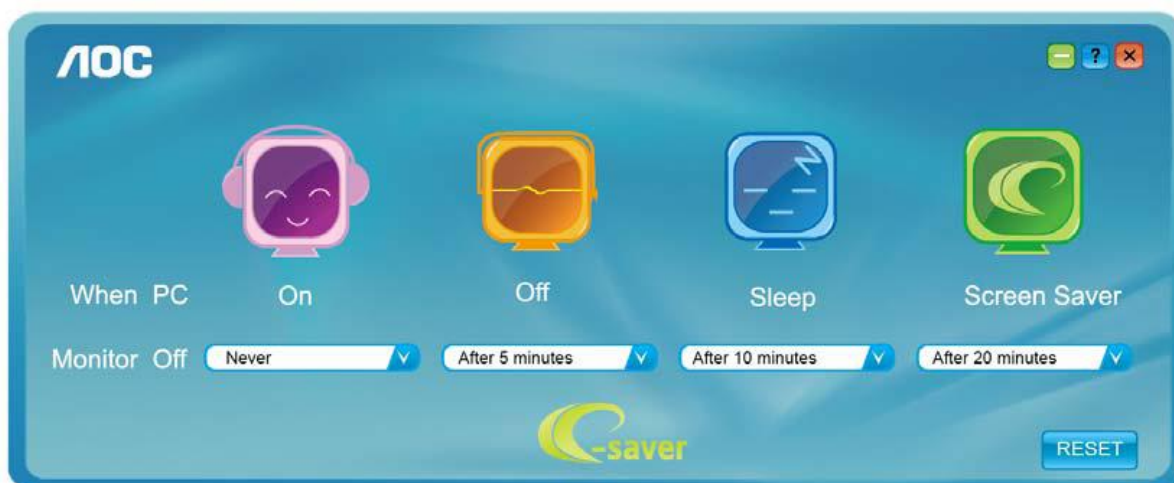 AOC
?
When PC On Off Sleep Screen Saver
Monitor Off Never After 5 minutes After 10 minutes After 20 minutes
e-saver
RESET